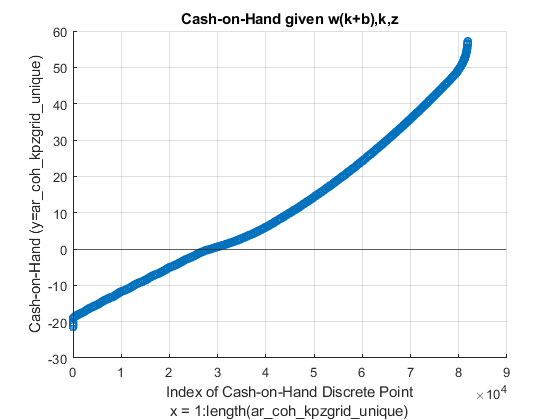 Cash-on-Hand given w(k+b),k,z
Cash-on-Hand (y=ar_coh_kpzgrid_unique)
60
50
40
30
20
10
0
-10
-20
-30
0 1 2 3 4 5 6 7 8 9
×10^4
Index of Cash-on-Hand Discrete Point
x = 1:length(ar_coh_kpzgrid_unique)